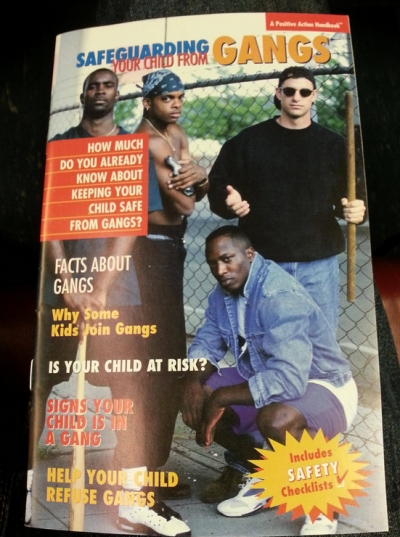 A Positive Action Handbook™
SAFEGUARDING
YOUR CHILD FROM GANGS
HOW MUCH
DO YOU ALREADY
KNOW ABOUT
KEEPING YOUR
CHILD SAFE
FROM GANGS?
FACTS ABOUT
GANGS
Why Some
Kids Join Gangs
IS YOUR CHILD AT RISK?
SIGNS YOUR
CHILD IS IN
A GANG
HELP YOUR CHILD
REFUSE GANGS
Includes
SAFETY
Checklists